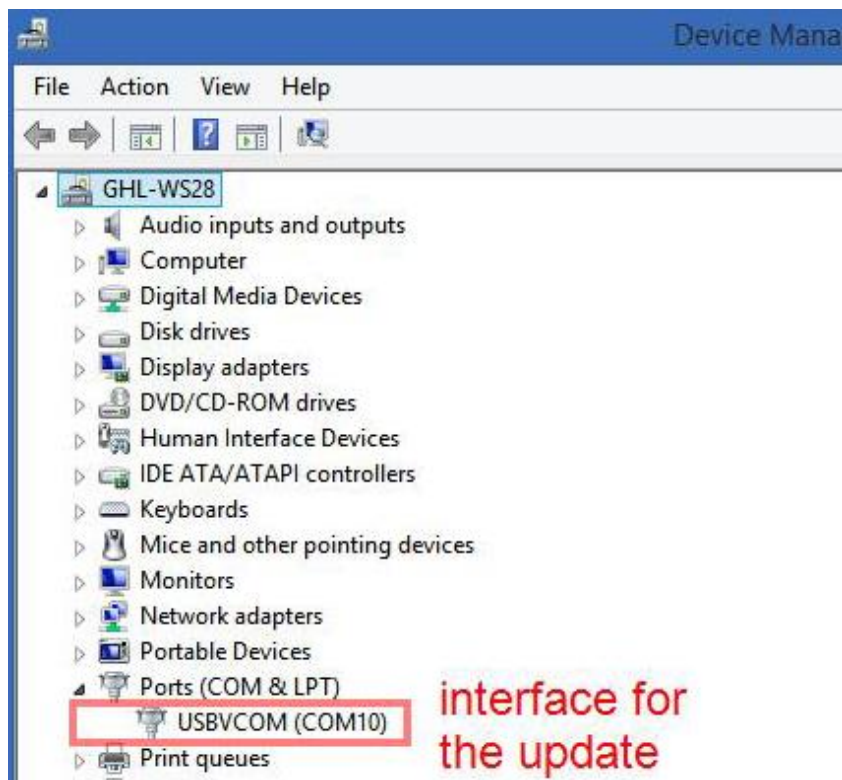 Device Mana
File Action View Help
GHL-WS28
Audio inputs and outputs
Computer
Digital Media Devices
Disk drives
Display adapters
DVD/CD-ROM drives
Human Interface Devices
IDE ATA/ATAPI controllers
Keyboards
Mice and other pointing devices
Monitors
Network adapters
Portable Devices
Ports (COM & LPT)
USBVCOM (COM10)
Print queues
interface for
the update